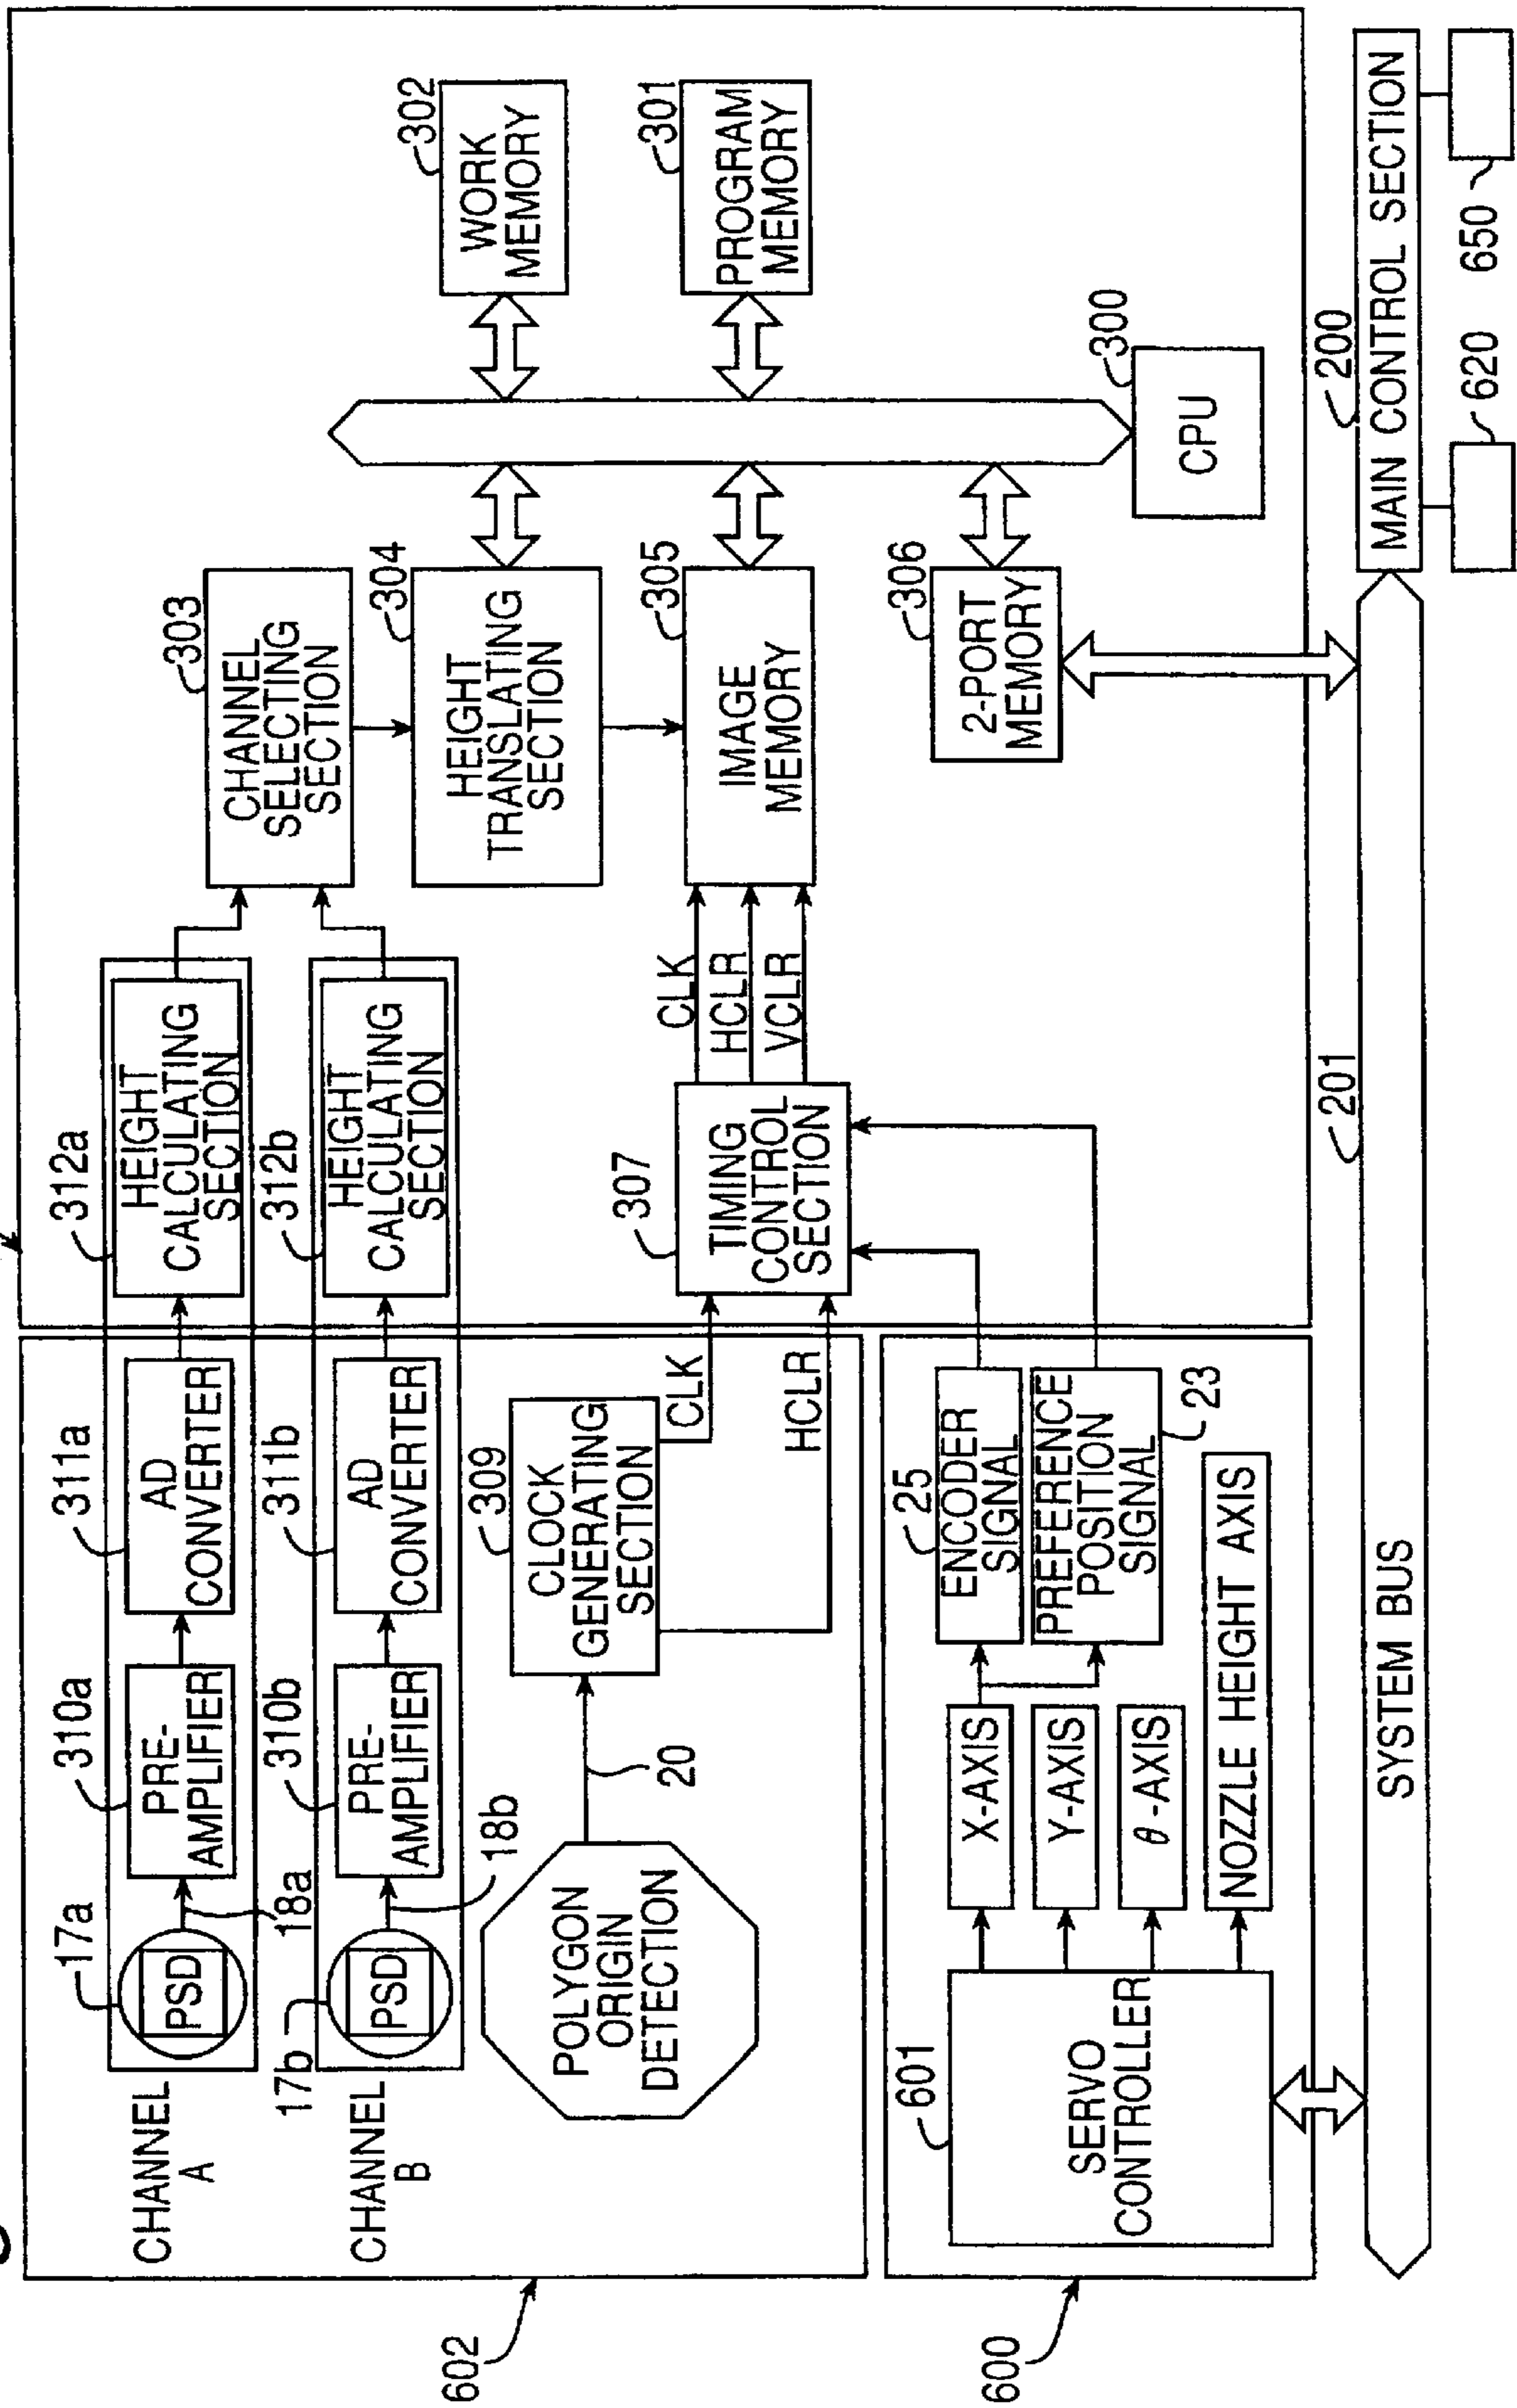 CHANNEL
A
17a
PSD
18a
310a
PRE-
AMPLIFIER
311a
AD
CONVERTER
312a
HEIGHT
CALCULATING
SECTION
CHANNEL
B
17b
PSD
18b
310b
PRE-
AMPLIFIER
311b
AD
CONVERTER
312b
HEIGHT
CALCULATING
SECTION
303
CHANNEL
SELECTING
SECTION
304
HEIGHT
TRANSLATING
SECTION
302
WORK
MEMORY
POLYGON
ORIGIN
DETECTION
20
309
CLOCK
GENERATING
SECTION
CLK
HCLR
307
TIMING
CONTROL
SECTION
CLK
HCLR
VCLR
305
IMAGE
MEMORY
301
PROGRAM
MEMORY
602
601
SERVO
CONTROLLER
X-AXIS
Y-AXIS
θ-AXIS
NOZZLE HEIGHT AXIS
25
ENCODER
SIGNAL
PREFERENCE
POSITION
SIGNAL
23
306
2-PORT
MEMORY
300
CPU
600
SYSTEM BUS
201
200
MAIN CONTROL SECTION
620
650